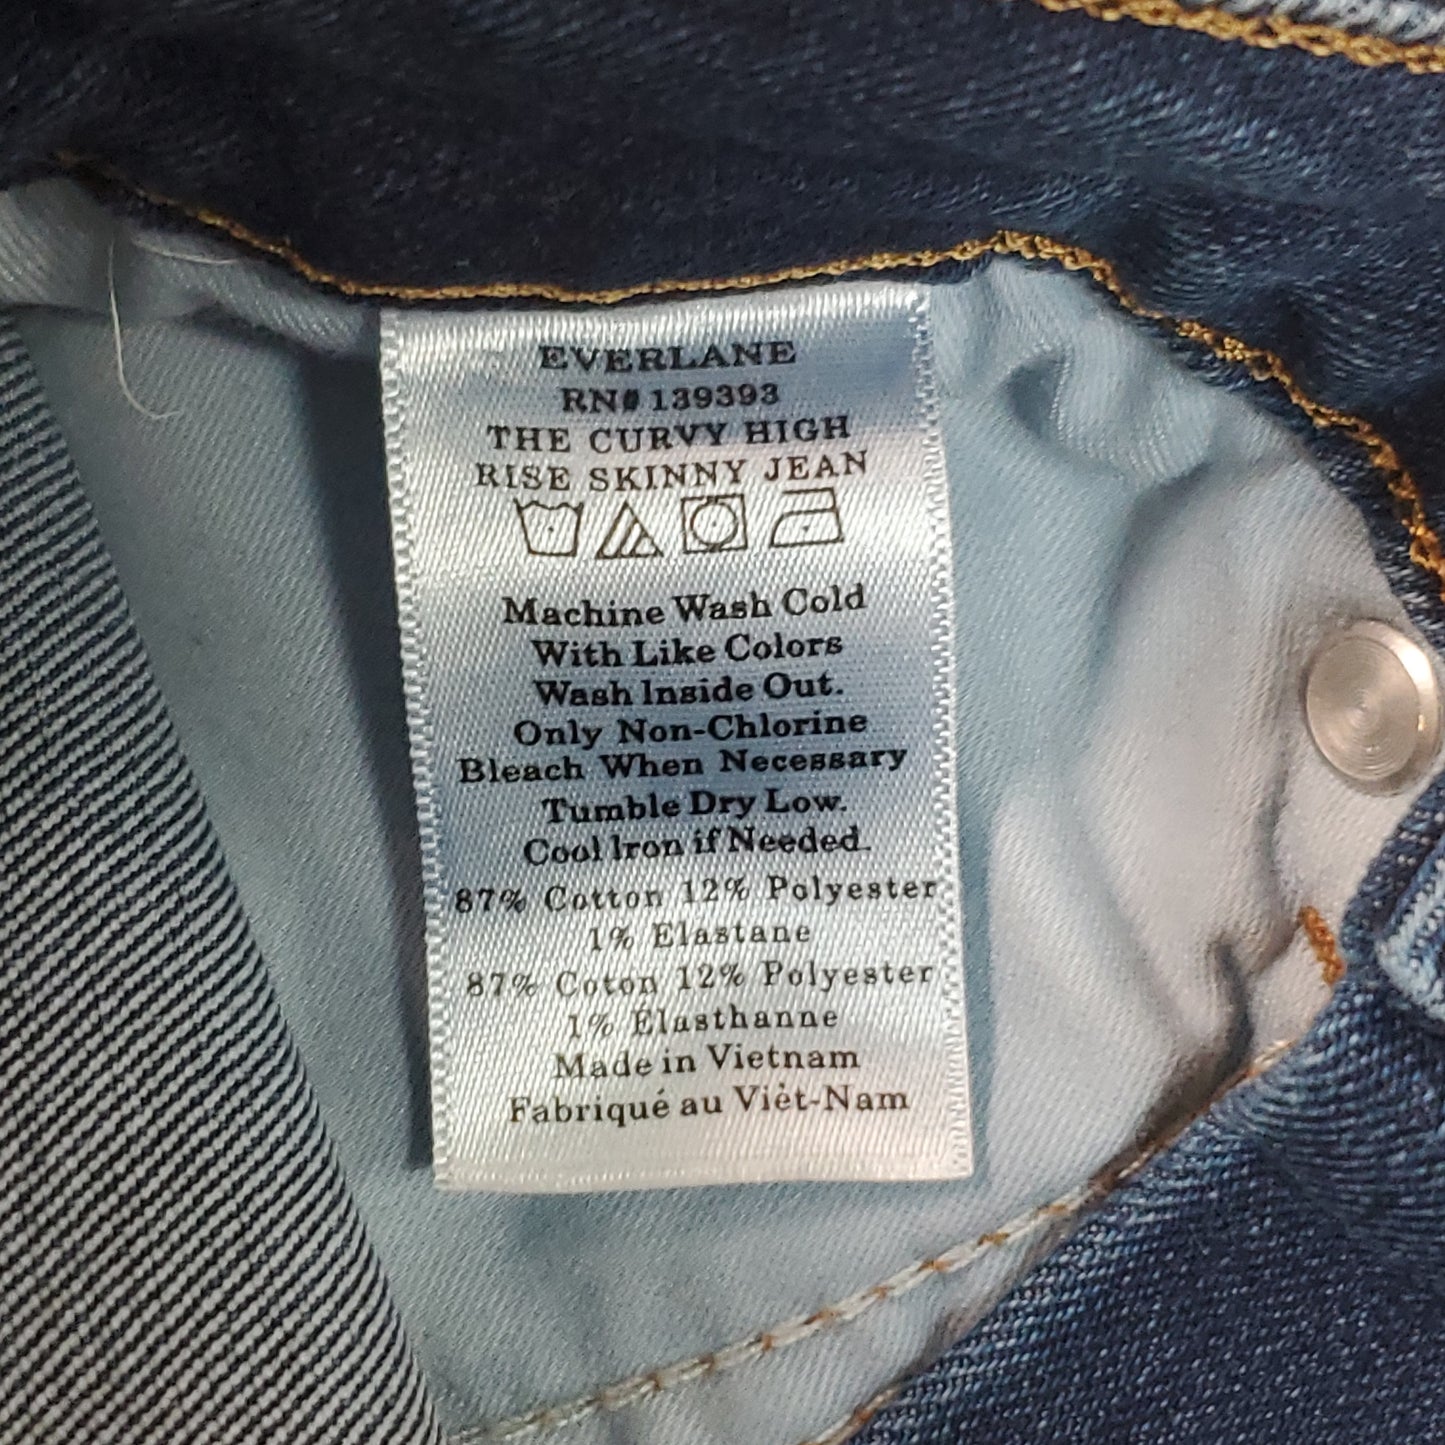 EVERLANE
RN# 139393
THE CURVY HIGH
RISE SKINNY JEAN
Machine Wash Cold
With Like Colors
Wash Inside Out.
Only Non-Chlorine
Bleach When Necessary
Tumble Dry Low.
Cool Iron if Needed.
87% Cotton 12% Polyester
1% Elastane
87% Coton 12% Polyester
1% Elasthanne
Made in Vietnam
Fabriqué au Viét-Nam